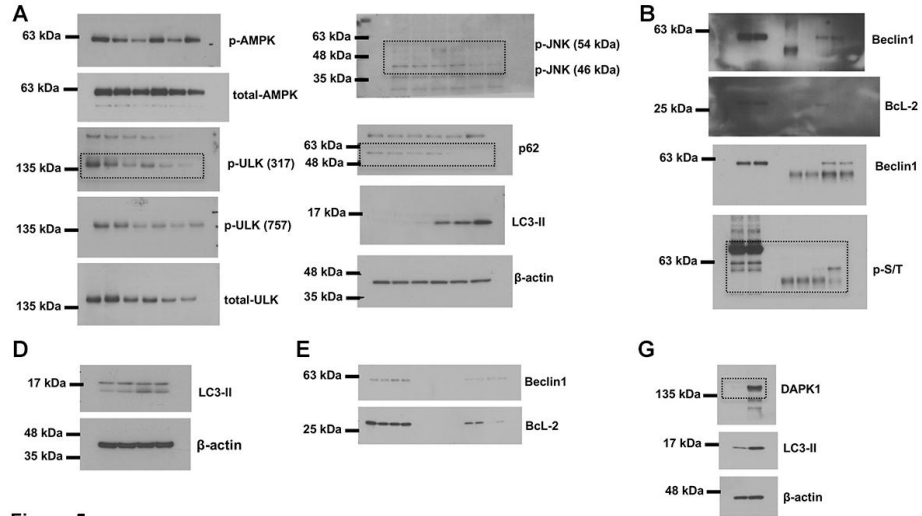 A
63 kDa
p-AMPK
63 kDa
total-AMPK
135 kDa
p-ULK (317)
135 kDa
p-ULK (757)
135 kDa
total-ULK
63 kDa
48 kDa
35 kDa
p-JNK (54 kDa)
p-JNK (46 kDa)
63 kDa
48 kDa
p62
17 kDa
LC3-II
48 kDa
35 kDa
β-actin
B
63 kDa
Beclin1
25 kDa
BcL-2
63 kDa
Beclin1
63 kDa
p-S/T
D
17 kDa
LC3-II
48 kDa
35 kDa
β-actin
E
63 kDa
Beclin1
25 kDa
BcL-2
G
135 kDa
DAPK1
17 kDa
LC3-II
48 kDa
β-actin